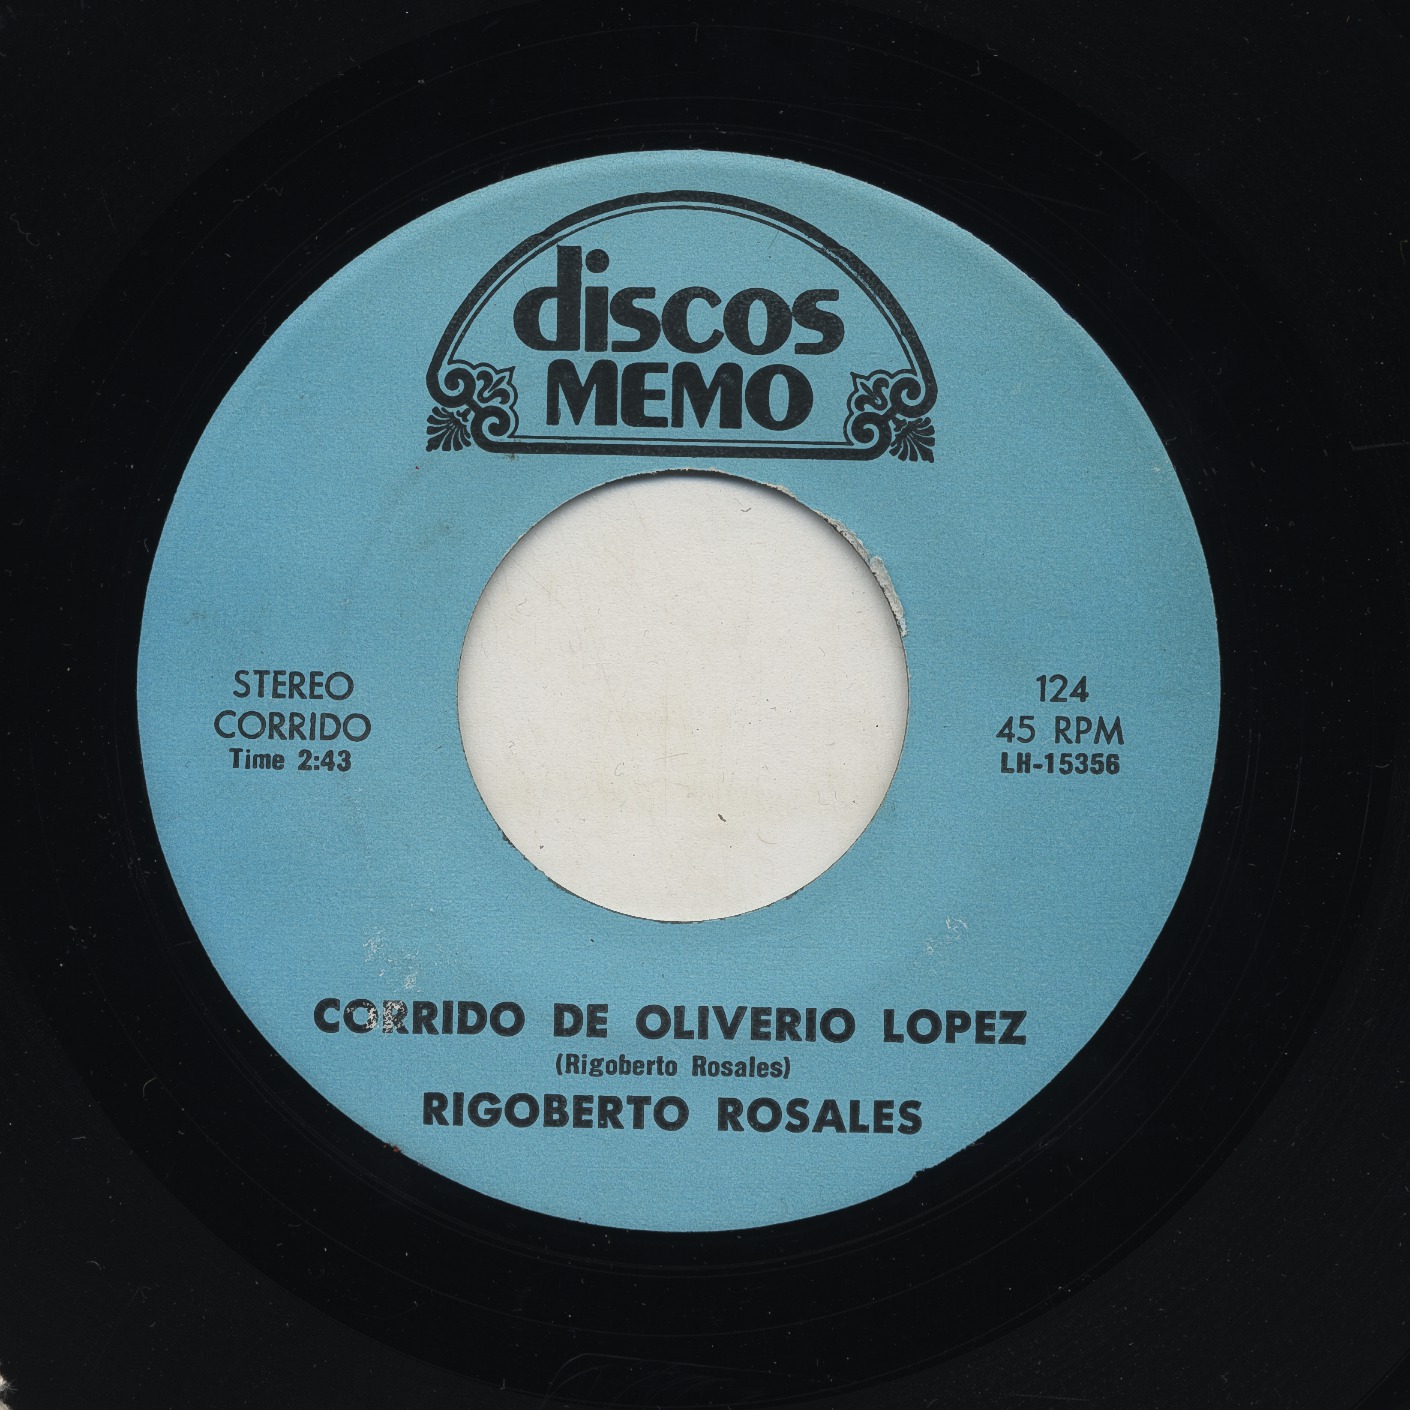 discos
MEMO
STEREO
CORRIDO
Time 2:43
124
45 RPM
LH-15356
CORRIDO DE OLIVERIO LOPEZ
(Rigoberto Rosales)
RIGOBERTO ROSALES